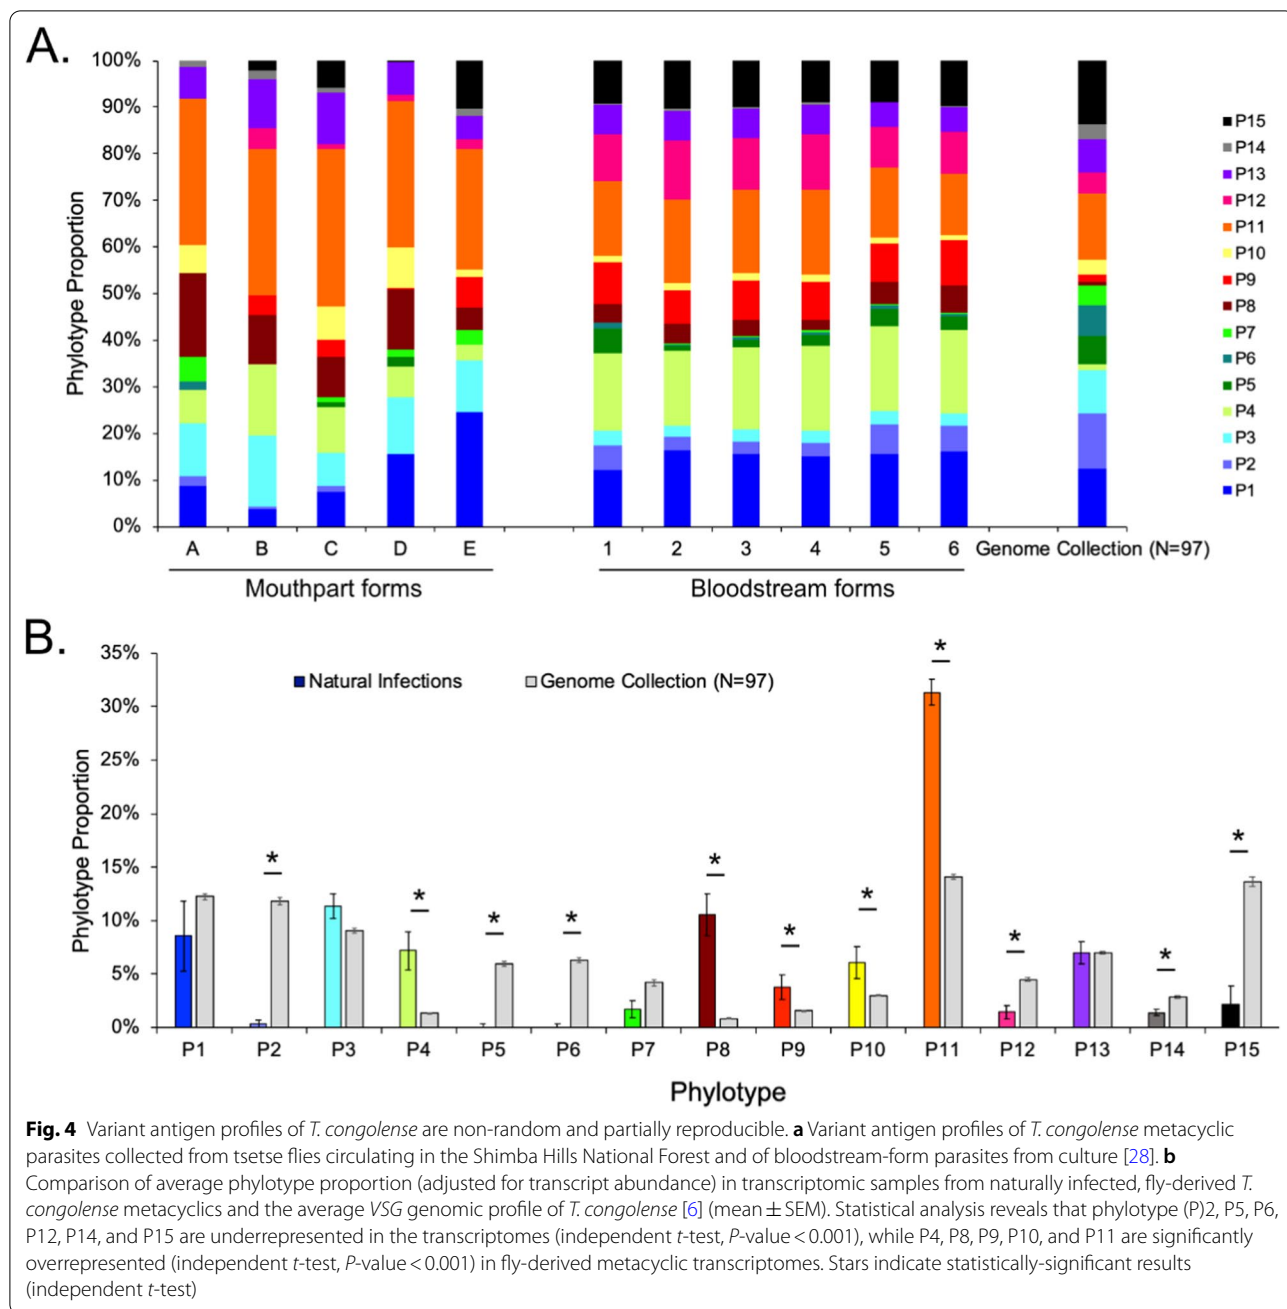 A.
Phylotype Proportion
100%
90%
80%
70%
60%
50%
40%
30%
20%
10%
0%
A B C D E 1 2 3 4 5 6 Genome Collection (N=97)
Mouthpart forms Bloodstream forms
P15
P14
P13
P12
P11
P10
P9
P8
P7
P6
P5
P4
P3
P2
P1
B.
Phylotype Proportion
35%
30%
25%
20%
15%
10%
5%
0%
Natural Infections Genome Collection (N=97)
* * * * * * * * * * *
P1 P2 P3 P4 P5 P6 P7 P8 P9 P10 P11 P12 P13 P14 P15
Phylotype
Fig. 4 Variant antigen profiles of T. congolense are non-random and partially reproducible. a Variant antigen profiles of T. congolense metacyclic
parasites collected from tsetse flies circulating in the Shimba Hills National Forest and of bloodstream-form parasites from culture [28]. b
Comparison of average phylotype proportion (adjusted for transcript abundance) in transcriptomic samples from naturally infected, fly-derived T.
congolense metacyclics and the average VSG genomic profile of T. congolense [6] (mean ± SEM). Statistical analysis reveals that phylotype (P)2, P5, P6,
P12, P14, and P15 are underrepresented in the transcriptomes (independent t-test, P-value < 0.001), while P4, P8, P9, P10, and P11 are significantly
overrepresented (independent t-test, P-value < 0.001) in fly-derived metacyclic transcriptomes. Stars indicate statistically-significant results
(independent t-test)